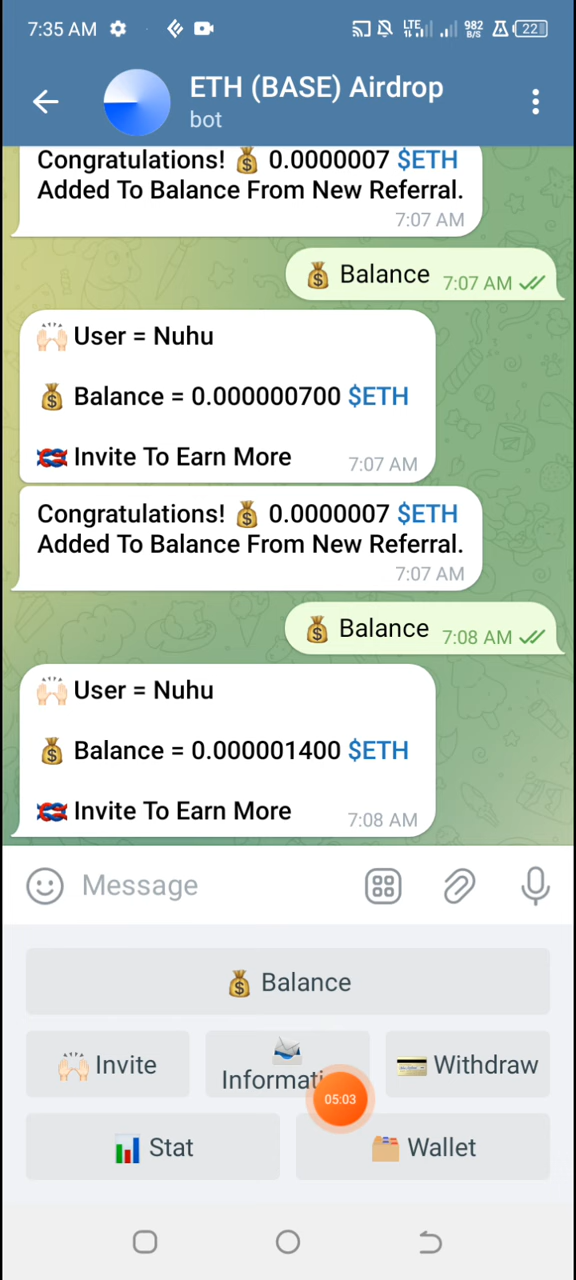 7:35 AM LTE 982 B/S 22
ETH (BASE) Airdrop
bot
Congratulations! 💰 0.0000007 $ETH
Added To Balance From New Referral.
7:07 AM
💰 Balance 7:07 AM
🙌🏻 User = Nuhu
💰 Balance = 0.000000700 $ETH
🪢 Invite To Earn More 7:07 AM
Congratulations! 💰 0.0000007 $ETH
Added To Balance From New Referral.
7:07 AM
💰 Balance 7:08 AM
🙌🏻 User = Nuhu
💰 Balance = 0.000001400 $ETH
🪢 Invite To Earn More 7:08 AM
Message
💰 Balance
🙌🏻 Invite
📨 Informati
💳 Withdraw
05:03
📊 Stat
🗂 Wallet